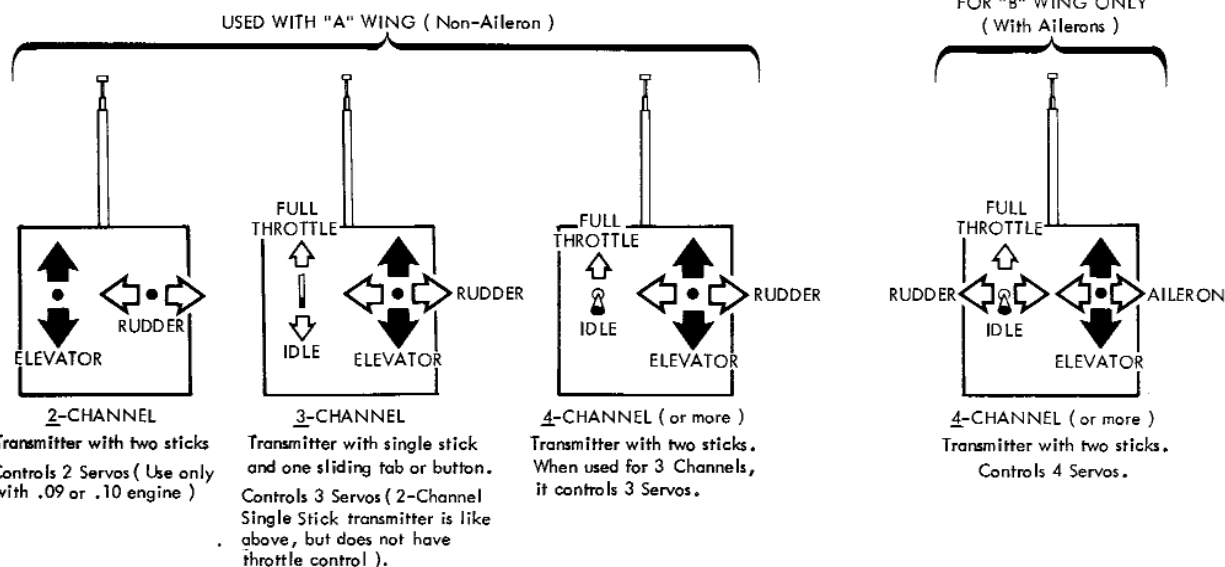 USED WITH "A" WING ( Non-Aileron )
FOR "B" WING ONLY
( With Ailerons )
RUDDER
ELEVATOR
2-CHANNEL
Transmitter with two sticks
Controls 2 Servos ( Use only
with .09 or .10 engine )
FULL
THROTTLE
IDLE
RUDDER
ELEVATOR
3-CHANNEL
Transmitter with single stick
and one sliding tab or button.
Controls 3 Servos ( 2-Channel
Single Stick transmitter is like
above, but does not have
throttle control ).
FULL
THROTTLE
IDLE
RUDDER
ELEVATOR
4-CHANNEL ( or more )
Transmitter with two sticks.
When used for 3 Channels,
it controls 3 Servos.
FULL
THROTTLE
RUDDER
IDLE
AILERON
ELEVATOR
4-CHANNEL ( or more )
Transmitter with two sticks.
Controls 4 Servos.